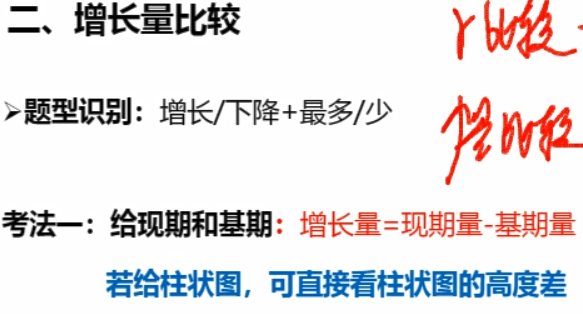 二、增长量比较
r比较
➢题型识别：增长/下降+最多/少
量比较
考法一：给现期和基期：增长量=现期量-基期量
若给柱状图，可直接看柱状图的高度差